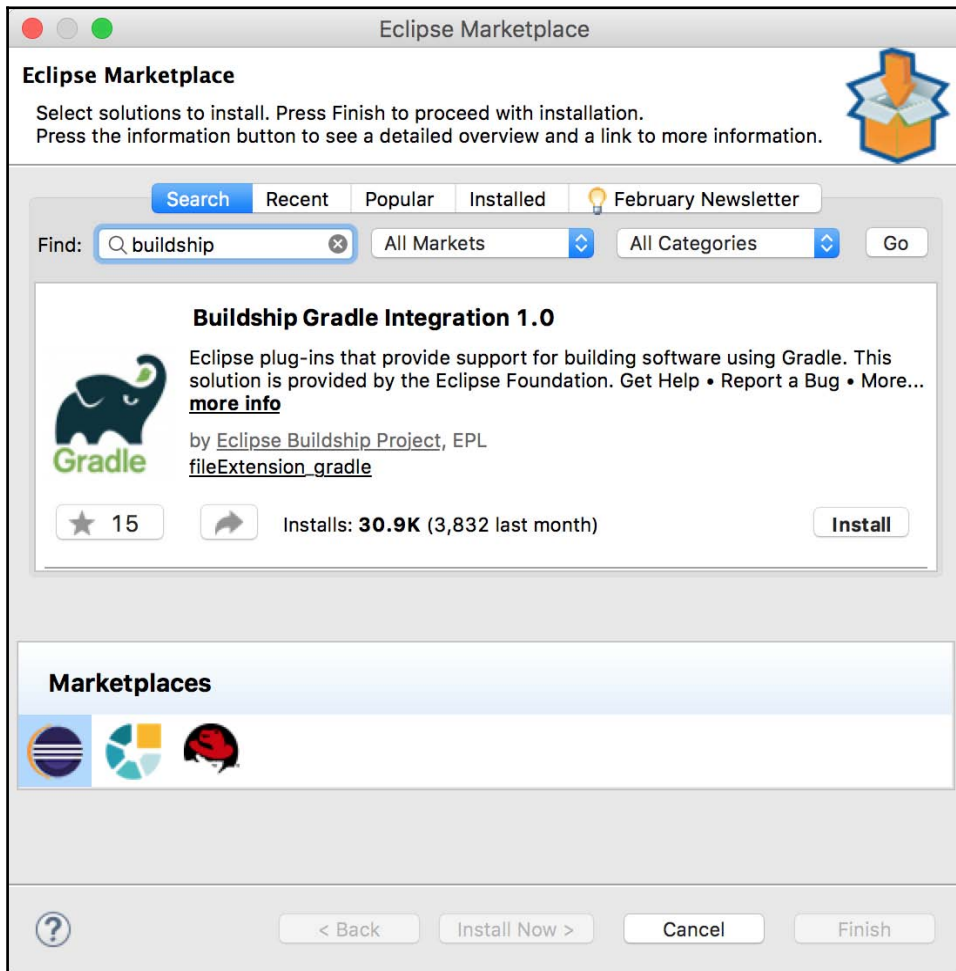 Eclipse Marketplace
Eclipse Marketplace
Select solutions to install. Press Finish to proceed with installation.
Press the information button to see a detailed overview and a link to more information.
Search Recent Popular Installed February Newsletter
Find: buildship All Markets All Categories Go
Buildship Gradle Integration 1.0
Eclipse plug-ins that provide support for building software using Gradle. This
solution is provided by the Eclipse Foundation. Get Help • Report a Bug • More...
more info
by Eclipse Buildship Project, EPL
fileExtension_gradle
Gradle
15 Installs: 30.9K (3,832 last month) Install
Marketplaces
? < Back Install Now > Cancel Finish